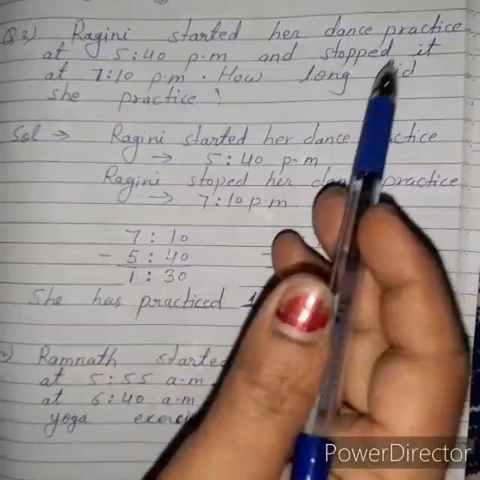 Q2) Ragini started her dance practice
at 5:40 p.m and stopped it
at 7:10 p.m. How long did
she practice?
Sol → Ragini started her dance
→ 5:40 p.m
Ragini stoped her practice
→ 7:10 p.m.
7 : 10
- 5 : 40
1 : 30
She has practiced
Ramnath started
at 5:55 a.m
at 6:40 a.m
yoga
PowerDirector